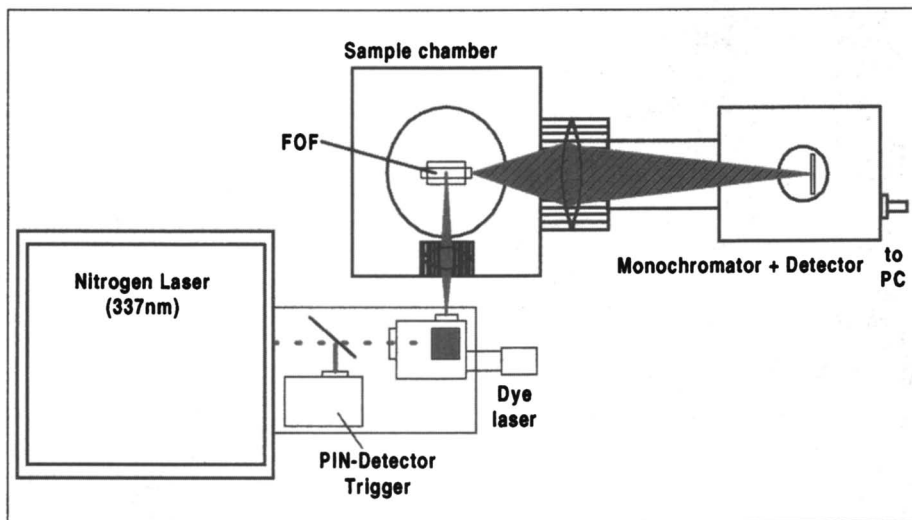 Sample chamber
FOF
Nitrogen Laser
(337nm)
Monochromator + Detector
to
PC
Dye
laser
PIN-Detector
Trigger